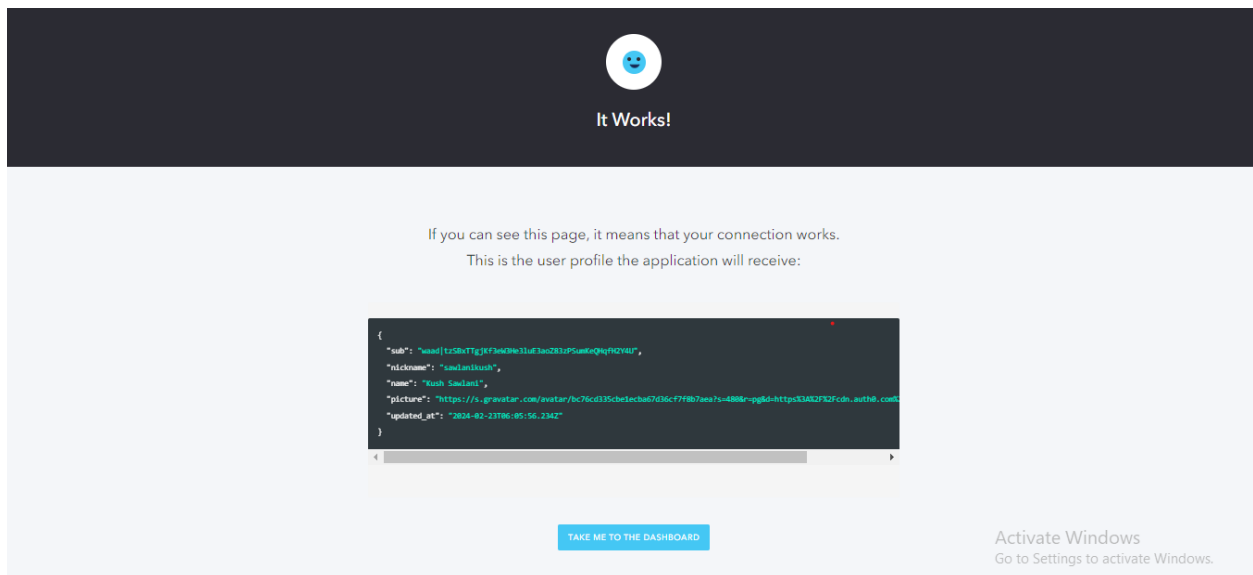 It Works!
If you can see this page, it means that your connection works.
This is the user profile the application will receive:
{
"sub": "waad|tzSBxTTgjKf3eW3He3luE3aoZB3zPSumKeQHqfH2Y4U",
"nickname": "sawlanikush",
"name": "Kush Sawlani",
"picture": "https://s.gravatar.com/avatar/bc76cd335cbe1ecba67d36cf7f8b7aea?s=480&r=pg&d=https%3A%2F%2Fcdn.auth0.com%2
"updated_at": "2024-02-23T06:05:56.234Z"
}
TAKE ME TO THE DASHBOARD
Activate Windows
Go to Settings to activate Windows.